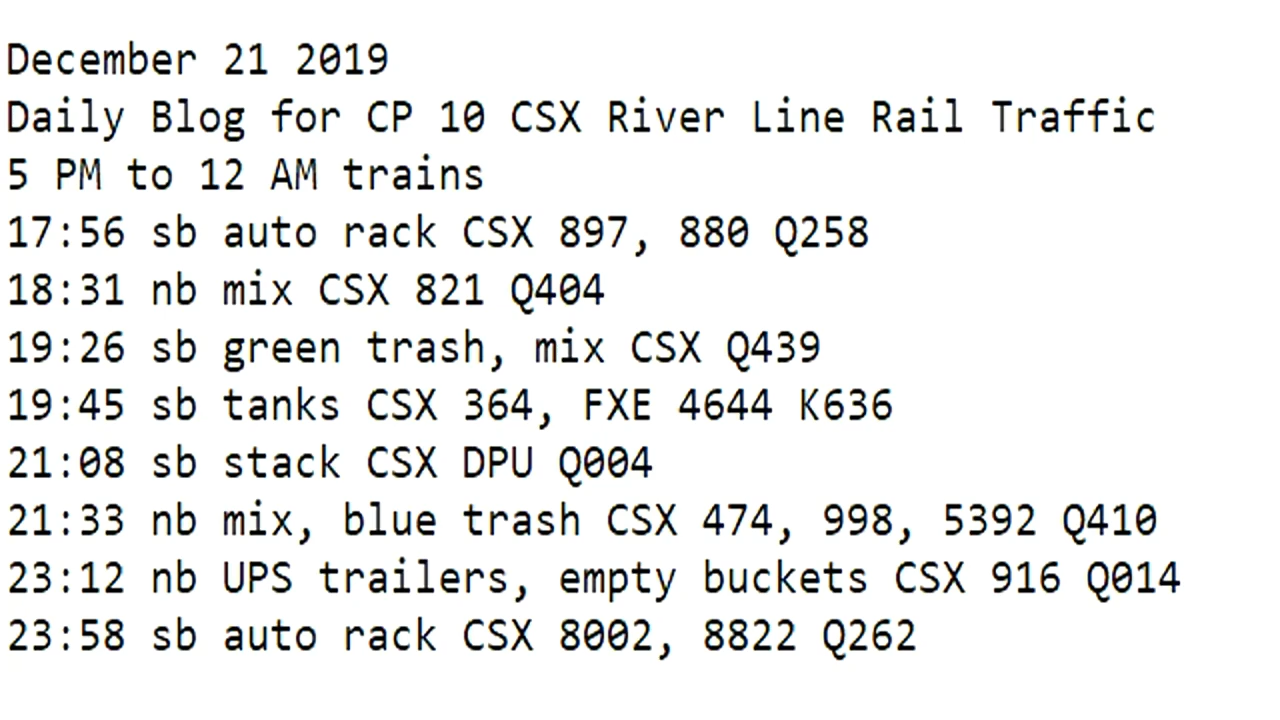 December 21 2019
Daily Blog for CP 10 CSX River Line Rail Traffic
5 PM to 12 AM trains
17:56 sb auto rack CSX 897, 880 Q258
18:31 nb mix CSX 821 Q404
19:26 sb green trash, mix CSX Q439
19:45 sb tanks CSX 364, FXE 4644 K636
21:08 sb stack CSX DPU Q004
21:33 nb mix, blue trash CSX 474, 998, 5392 Q410
23:12 nb UPS trailers, empty buckets CSX 916 Q014
23:58 sb auto rack CSX 8002, 8822 Q262